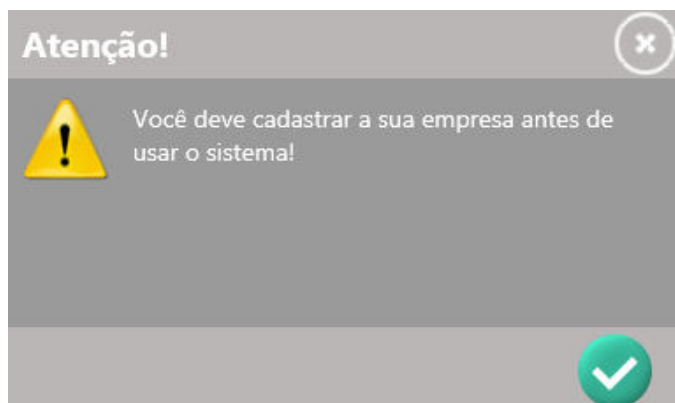 Atenção!
Você deve cadastrar a sua empresa antes de
usar o sistema!